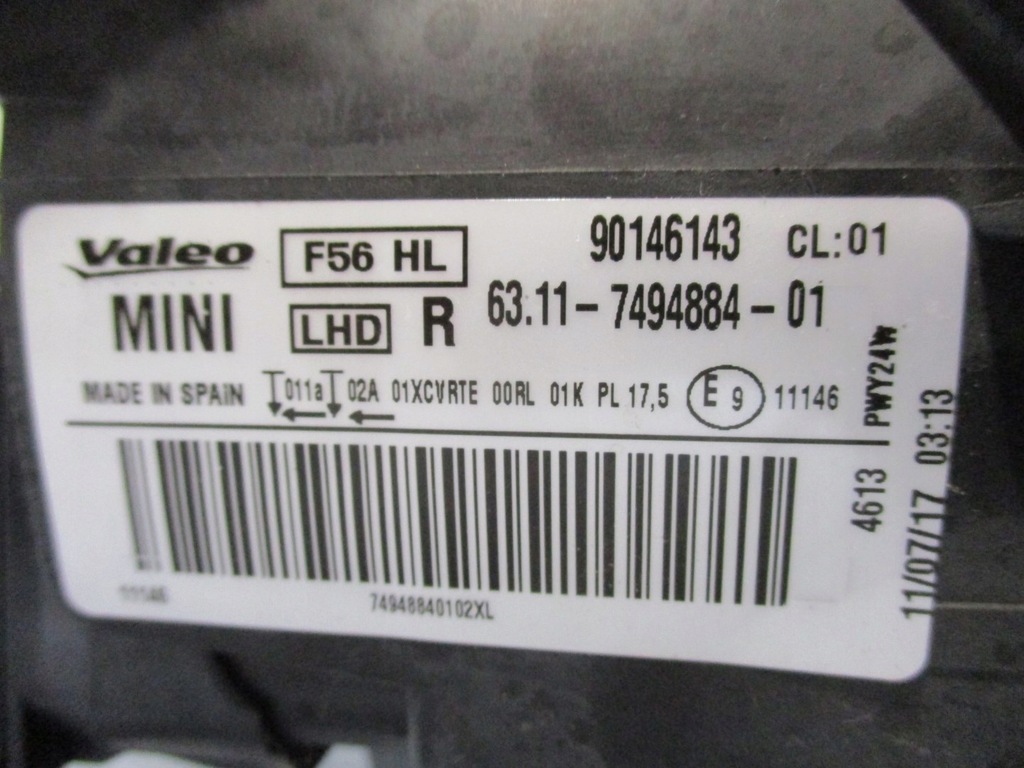 Valeo F56 HL 90146143 CL:01
MINI LHD R 63.11-7494884-01
MADE IN SPAIN 011a 02A 01XCVRTE 00RL 01K PL 17,5 E 9 11146
PWY24W
4613
11/07/17 03:13
11146
74948840102XL